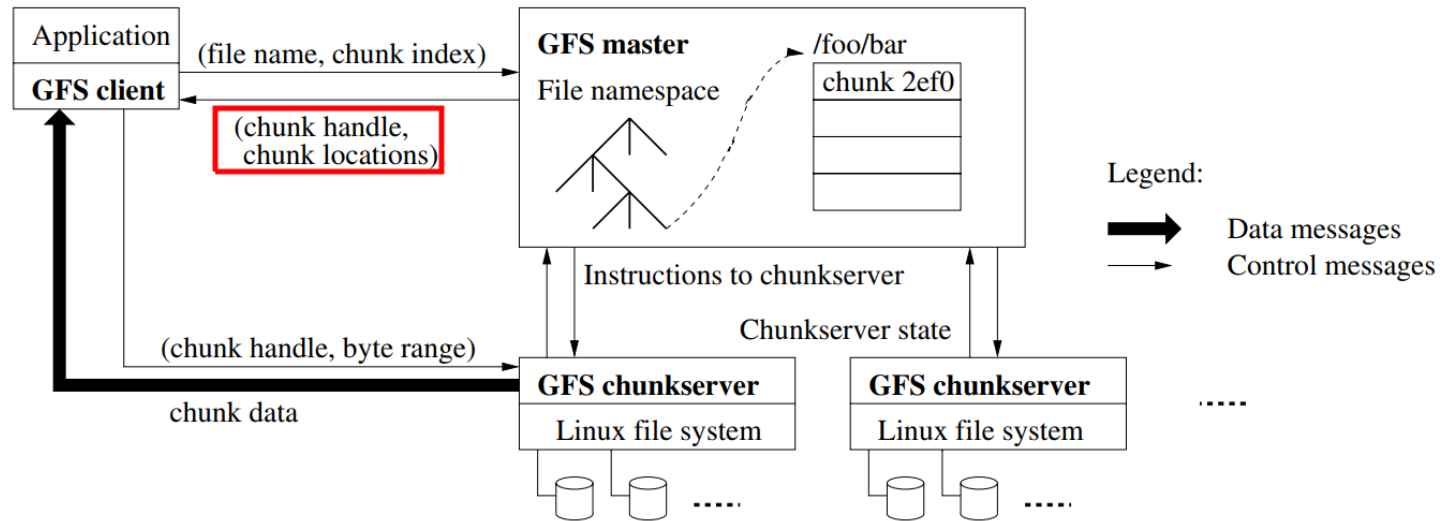 Application
GFS client
(file name, chunk index)
(chunk handle,
chunk locations)
GFS master
File namespace
/foo/bar
chunk 2ef0
Legend:
Data messages
Control messages
Instructions to chunkserver
Chunkserver state
(chunk handle, byte range)
chunk data
GFS chunkserver
Linux file system
GFS chunkserver
Linux file system